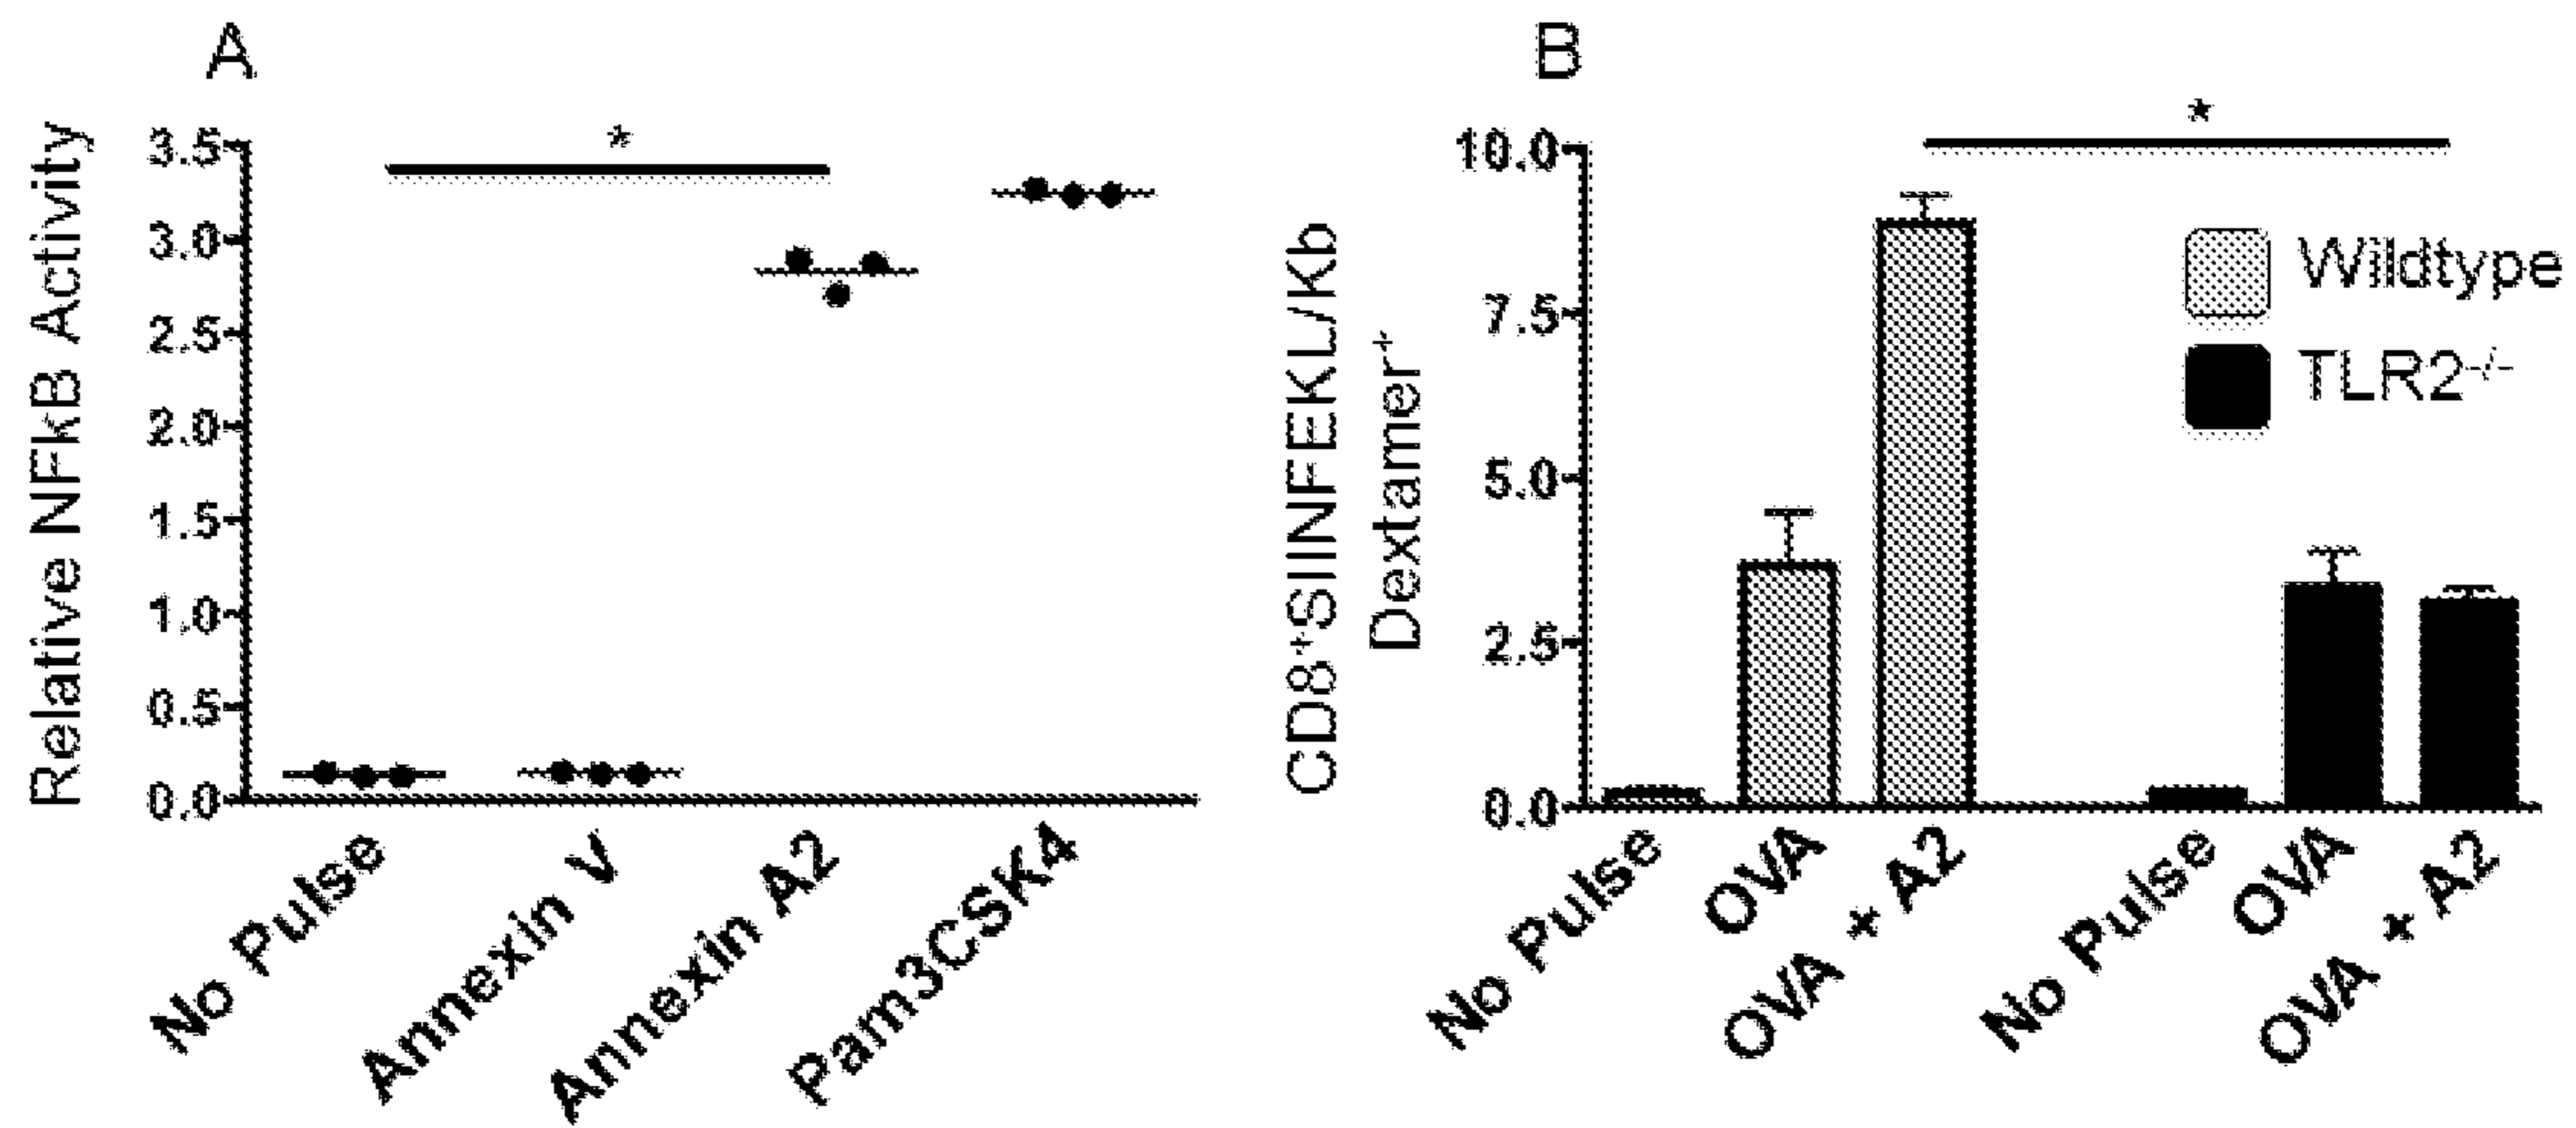 A
Relative NFkB Activity
3.5
3.0
2.5
2.0
1.5
1.0
0.5
0.0
*
No Pulse
Annexin V
Annexin A2
Pam3CSK4
B
CD8⁺SIINFEKL/Kb
Dextamer⁺
10.0
7.5
5.0
2.5
0.0
*
Wildtype
TLR2⁻/⁻
No Pulse
OVA
OVA + A2
No Pulse
OVA
OVA + A2